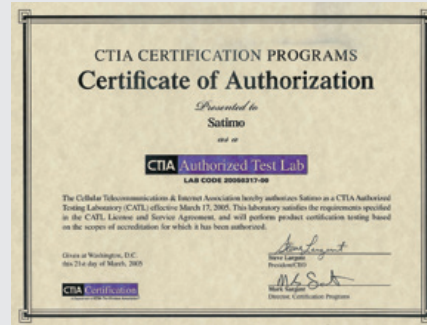 CTIA CERTIFICATION PROGRAMS
Certificate of Authorization
Presented to
Satimo
as a
CTIA Authorized Test Lab
LAB CODE 20050317-00
The Cellular Telecommunications & Internet Association hereby authorizes Satimo as a CTIA Authorized
Testing Laboratory (CATL) effective March 17, 2005. This laboratory satisfies the requirements specified
in the CATL License and Service Agreement, and will perform product certification testing based
on the scopes of accreditation for which it has been authorized.
Given at Washington, D.C.
this 21st day of March, 2005
Steve Largent
President/CEO
Mark Sargent
Director, Certification Programs
CTIA Certification